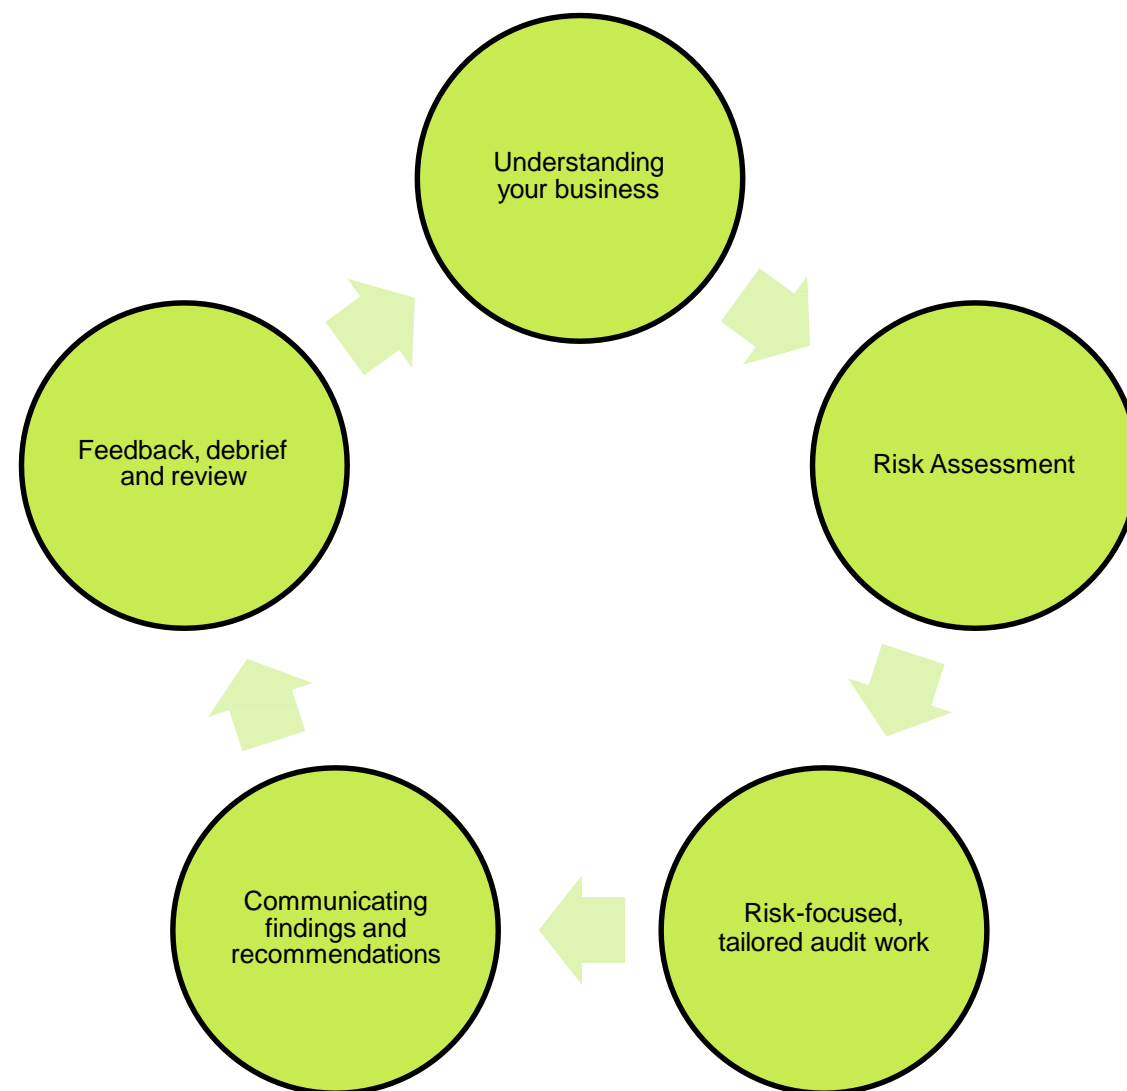 Understanding
your business
Risk Assessment
Risk-focused,
tailored audit work
Communicating
findings and
recommendations
Feedback, debrief
and review